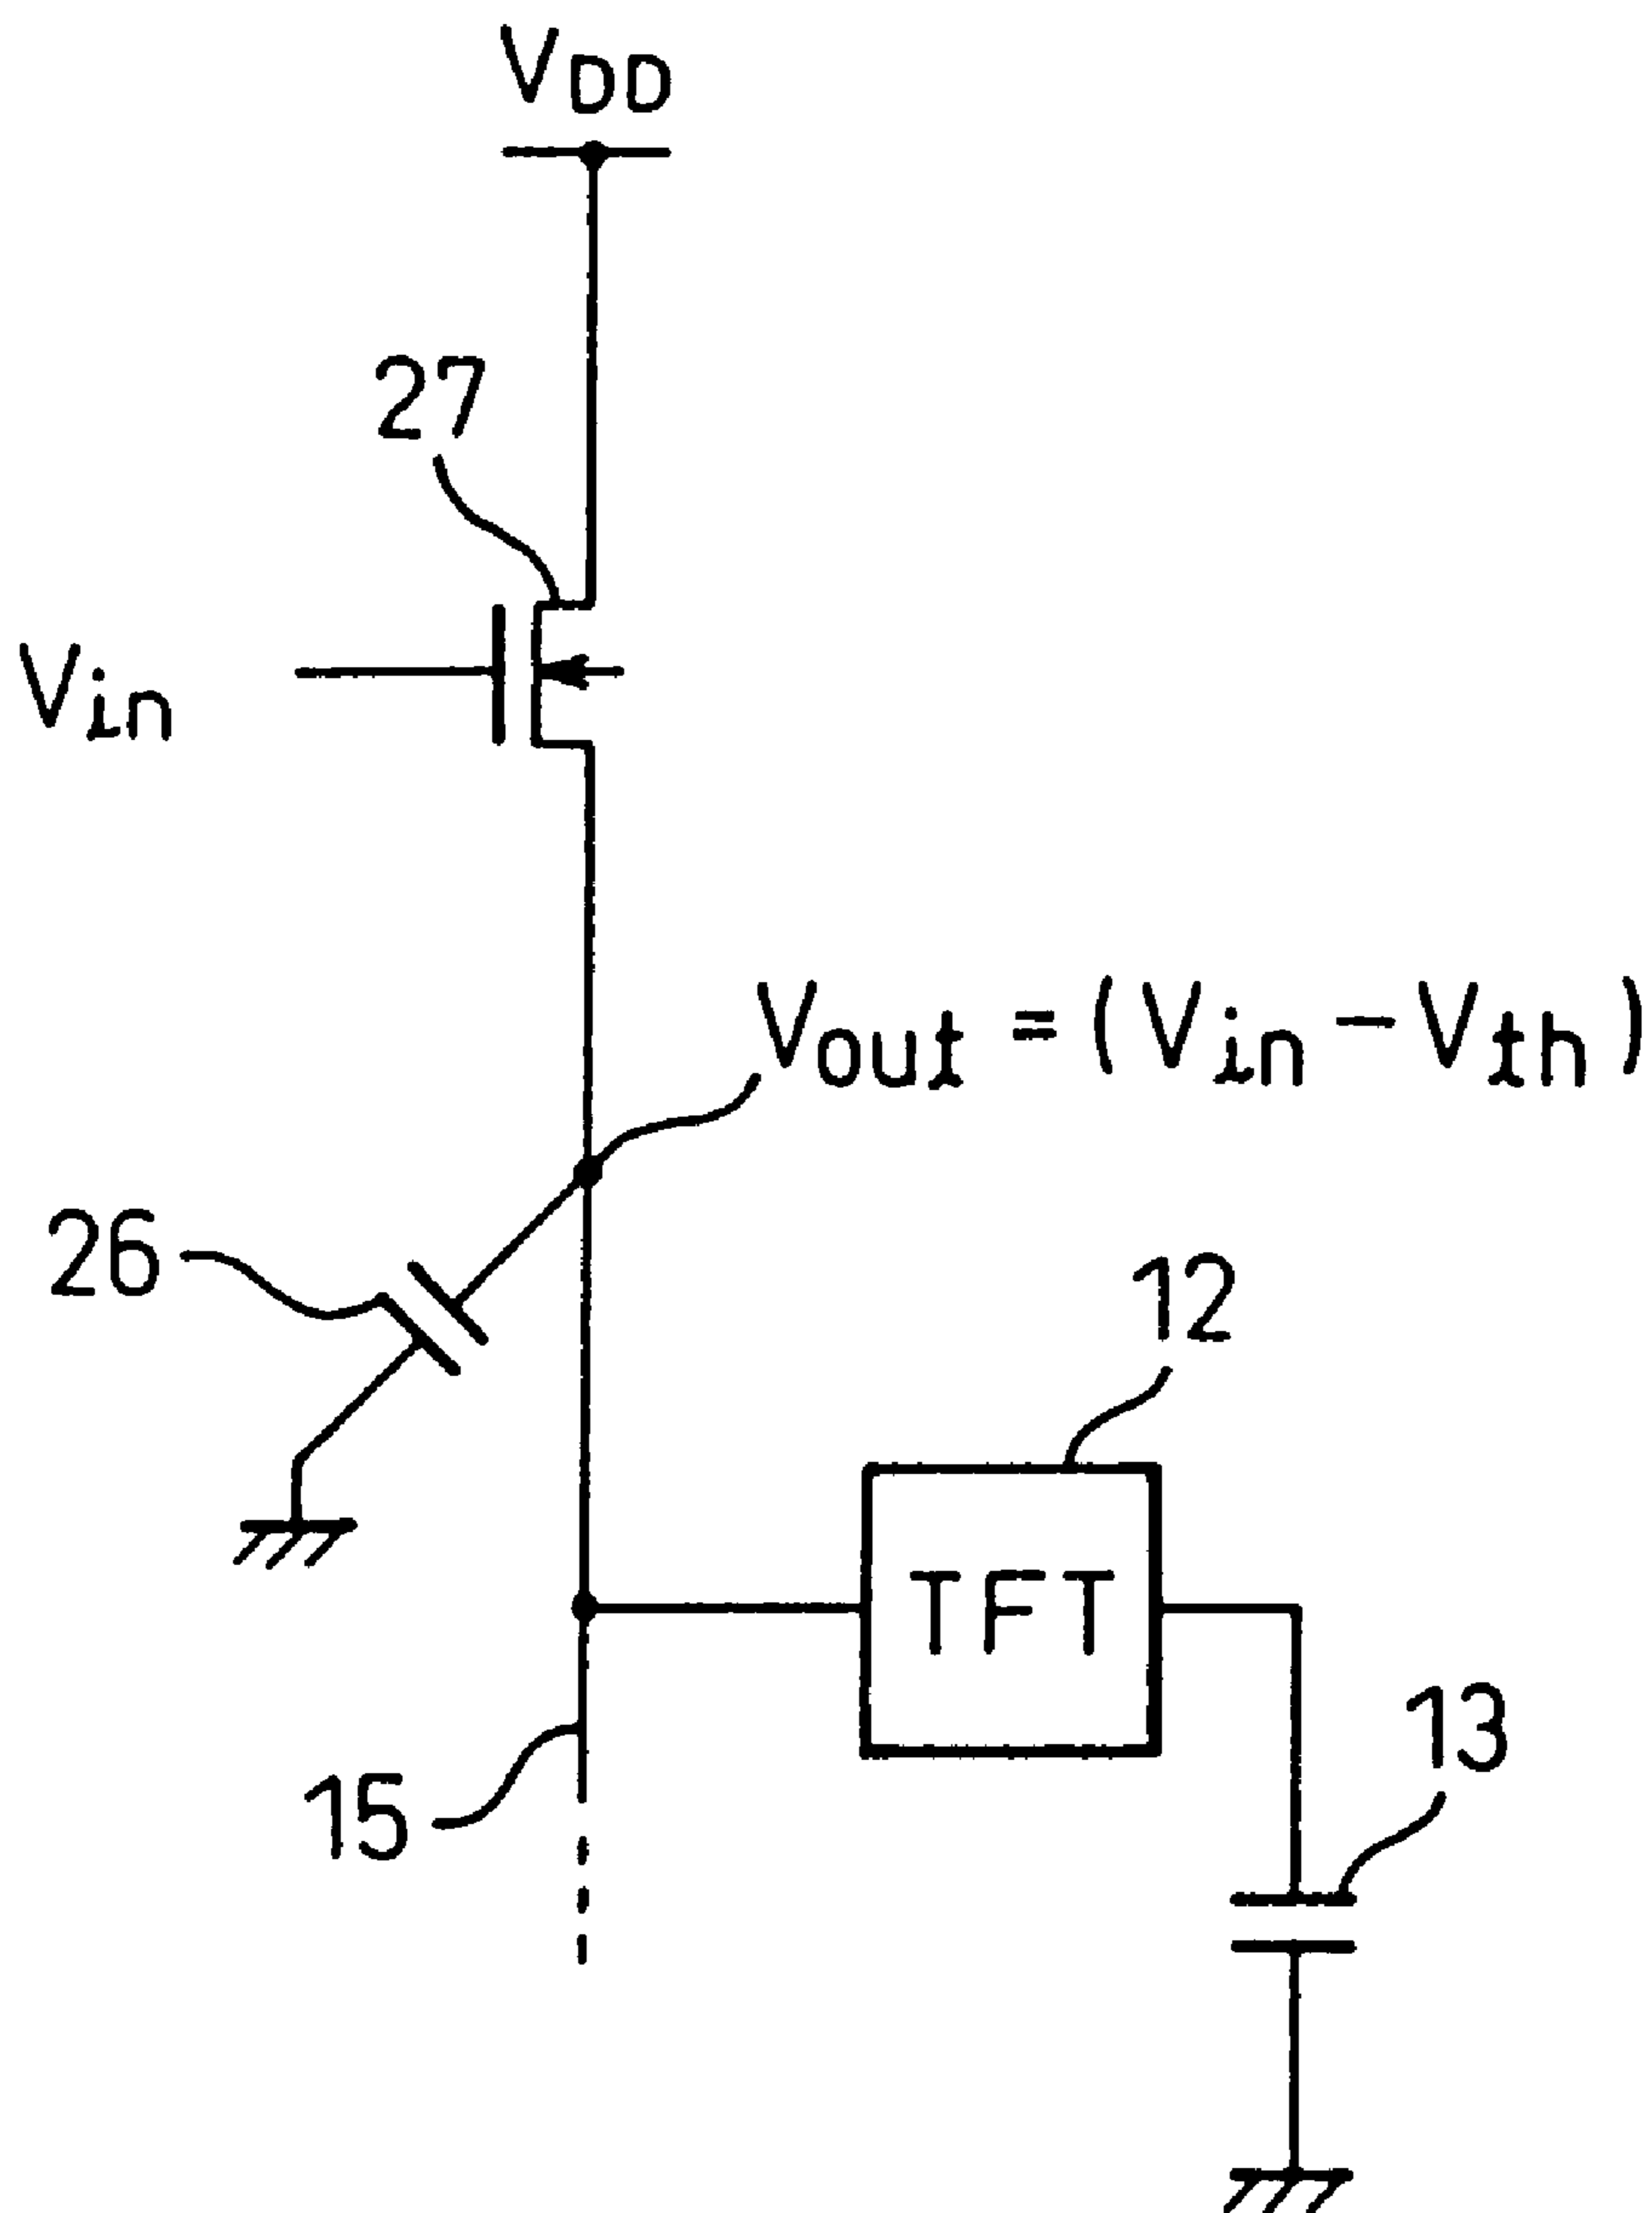 VDD
27
Vin
Vout = (Vin - Vth)
26
12
TFT
13
15